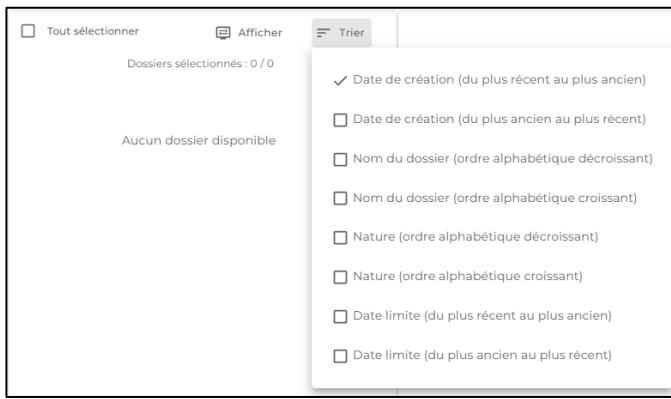 Tout sélectionner
Afficher
Trier
Dossiers sélectionnés : 0 / 0
Aucun dossier disponible
Date de création (du plus récent au plus ancien)
Date de création (du plus ancien au plus récent)
Nom du dossier (ordre alphabétique décroissant)
Nom du dossier (ordre alphabétique croissant)
Nature (ordre alphabétique décroissant)
Nature (ordre alphabétique croissant)
Date limite (du plus récent au plus ancien)
Date limite (du plus ancien au plus récent)